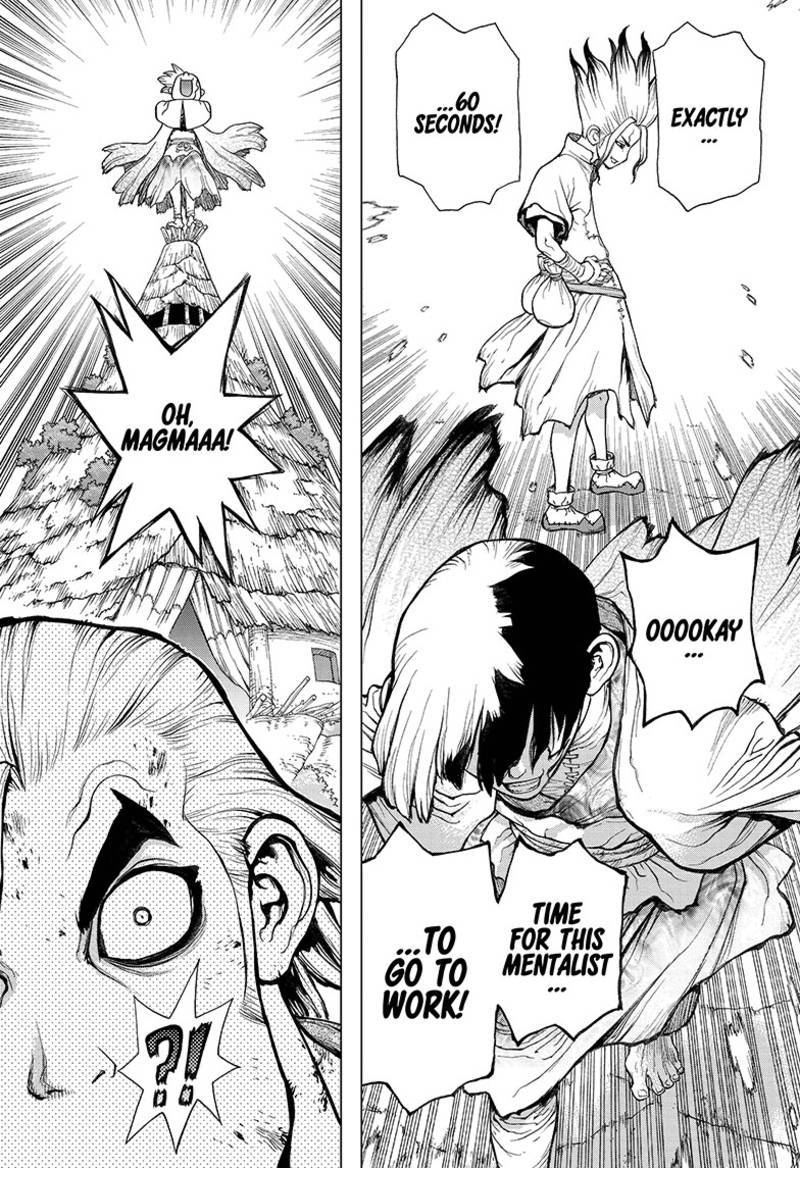 EXACTLY
...
...60
SECONDS!
OOOOKAY
...
TIME
FOR THIS
MENTALIST
...
...TO
GO TO
WORK!
OH,
MAGMAAA!
?!